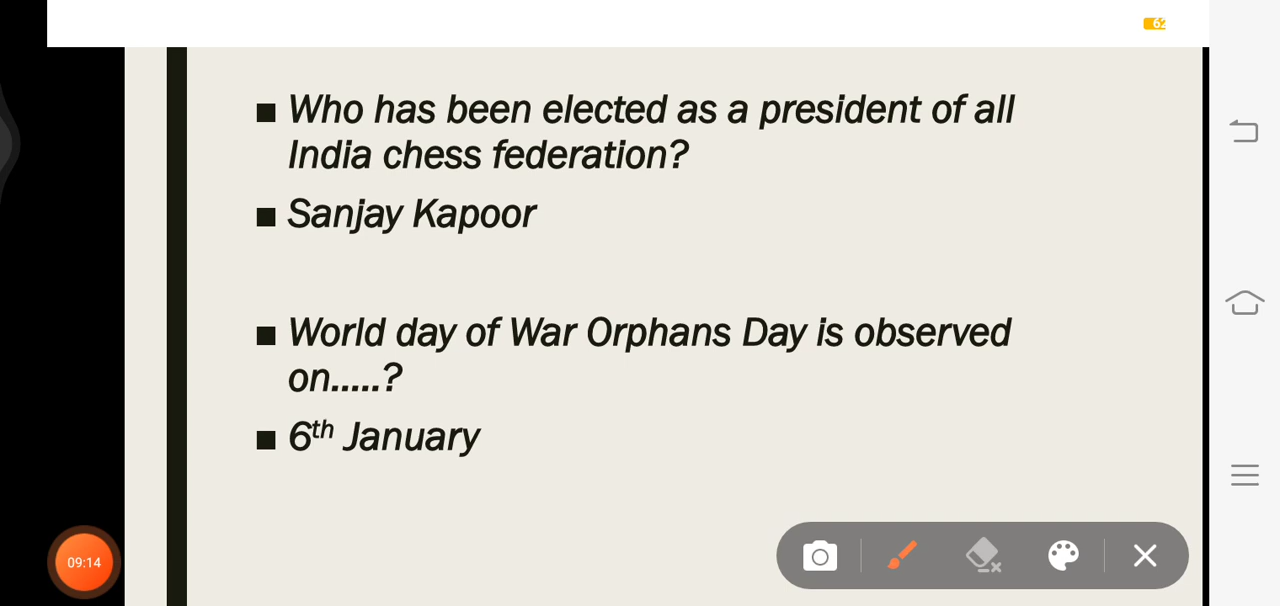 62
Who has been elected as a president of all
India chess federation?
Sanjay Kapoor
World day of War Orphans Day is observed
on.....?
6th January
09:14